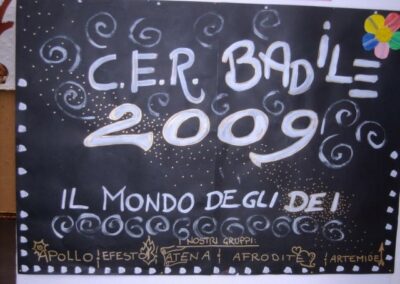 C.E.R. BADiLE
2009
IL MONDO DEGLI DEI
I NOSTRI GRUPPI:
APOLLO EFESTO ATENA AFRODITE ARTEMIDE